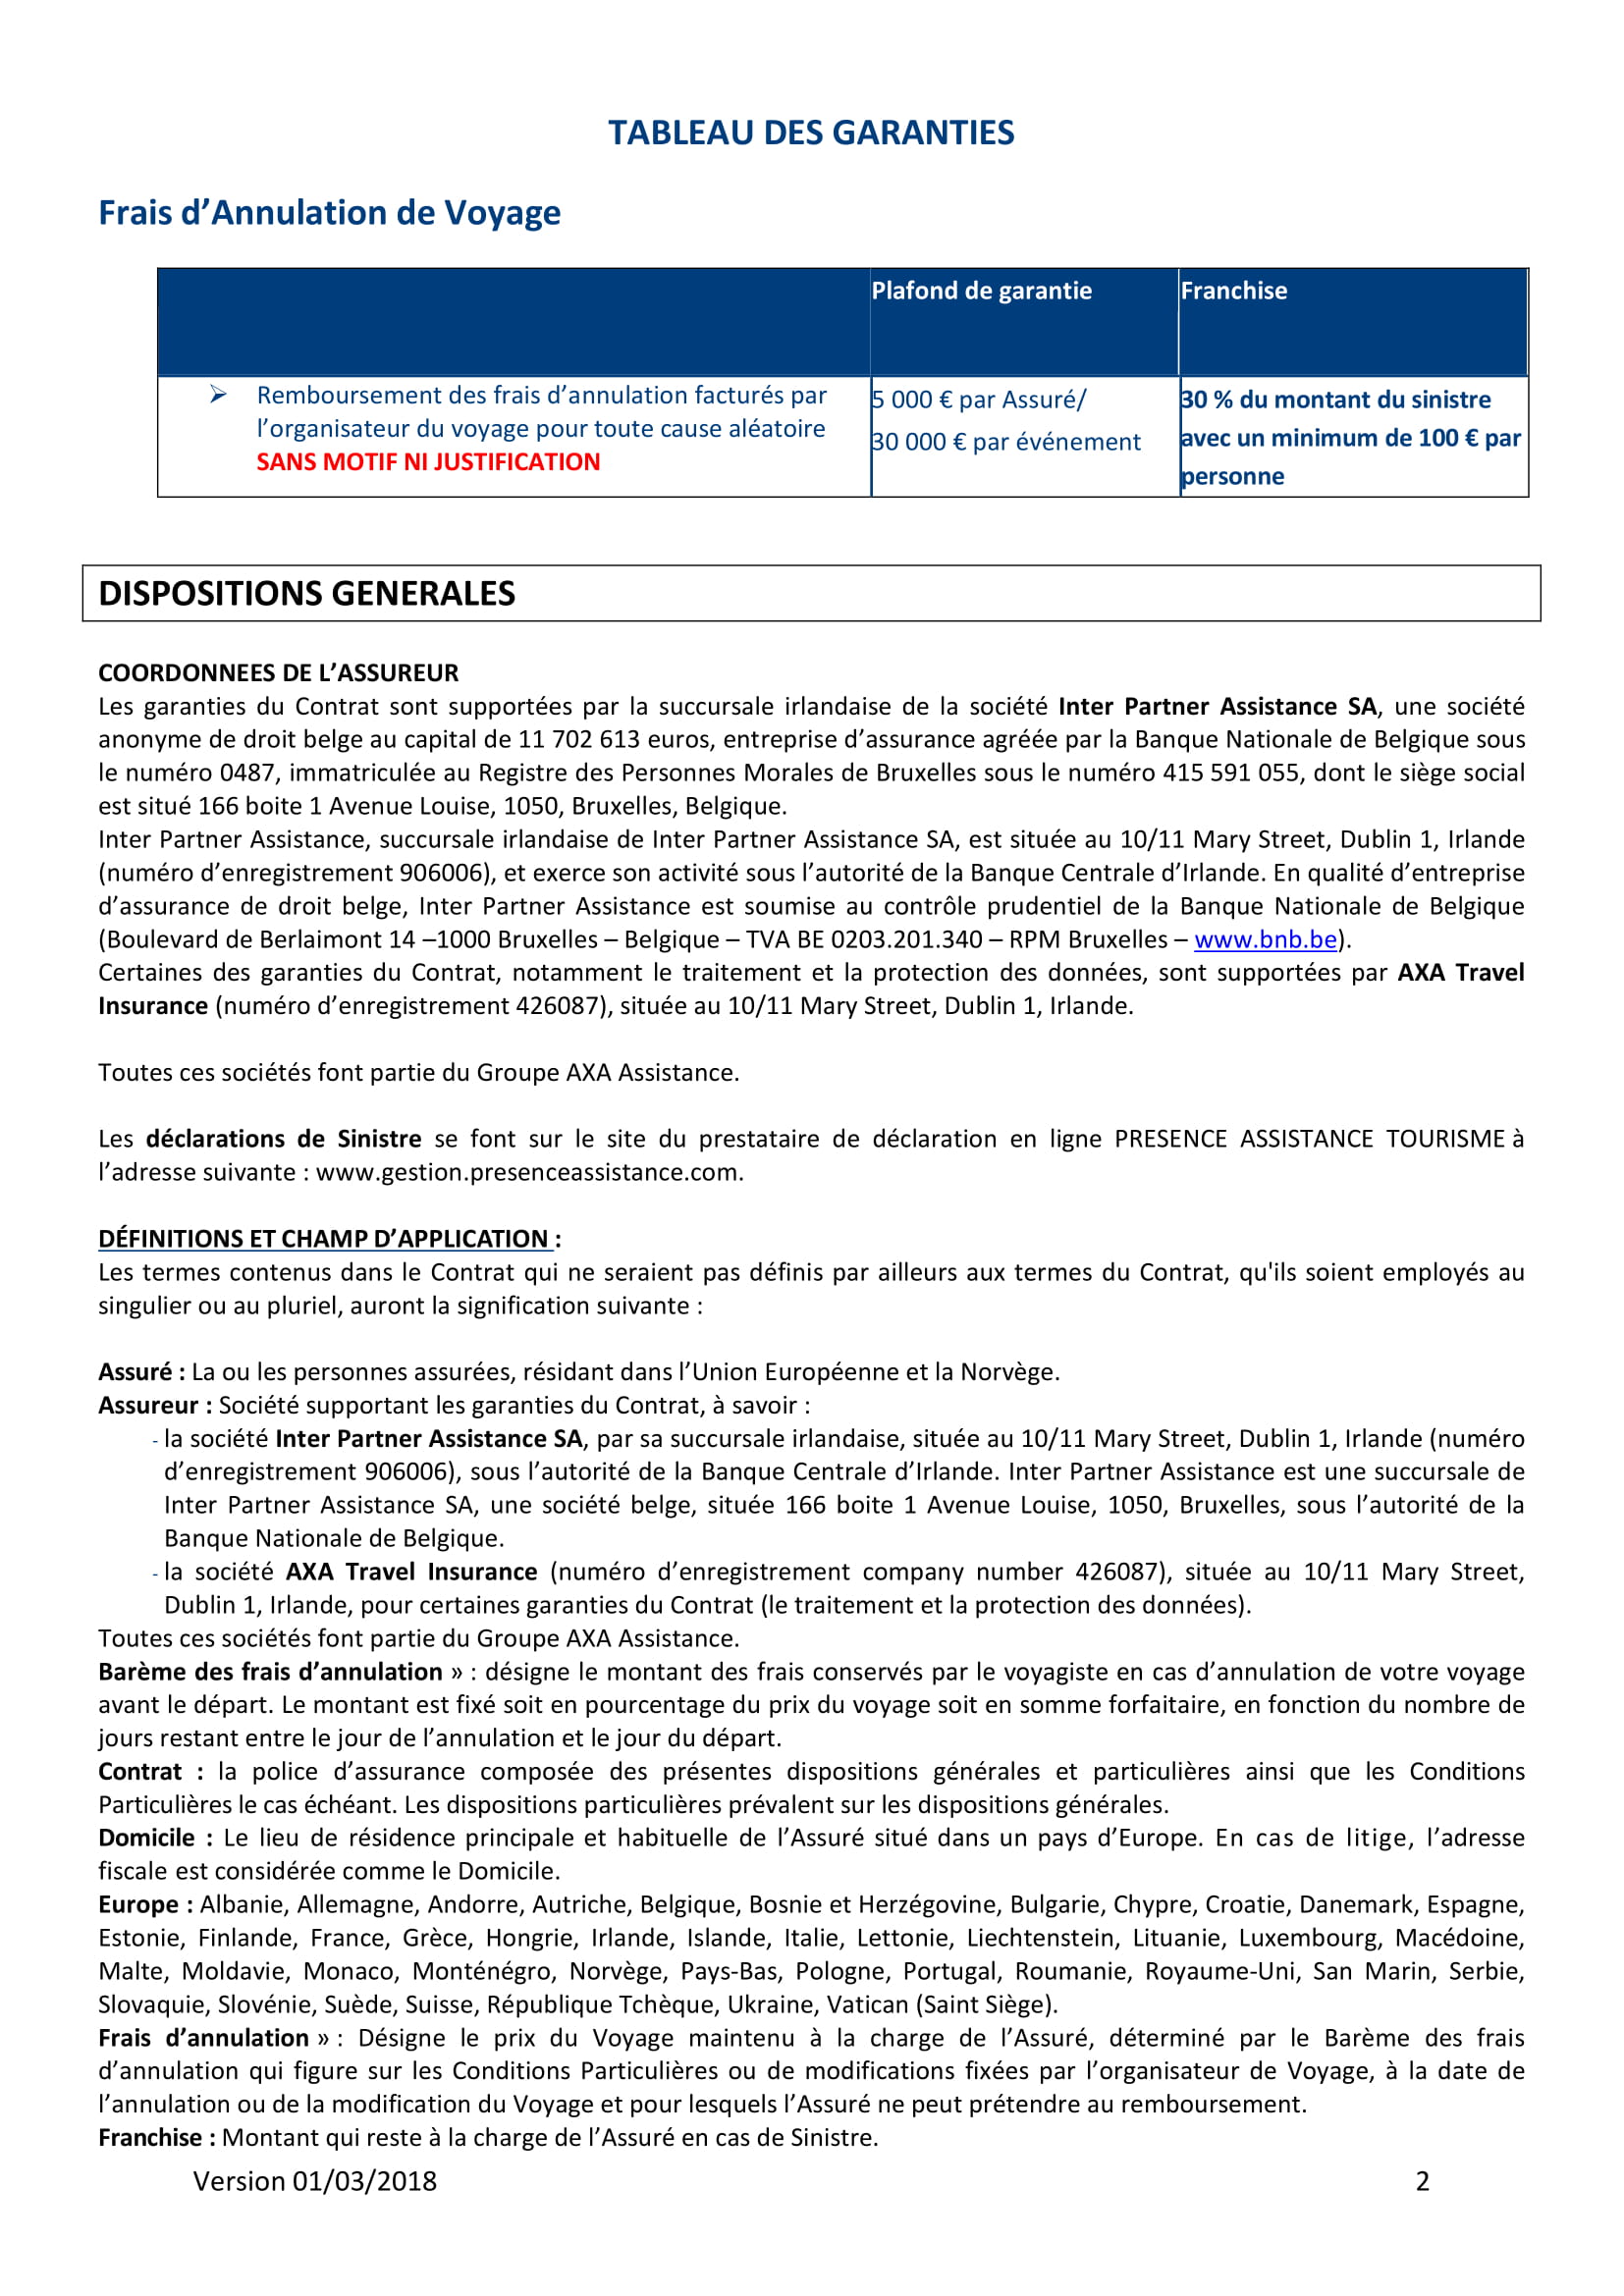 TABLEAU DES GARANTIES
Frais d’Annulation de Voyage
Plafond de garantie
Franchise
➢ Remboursement des frais d’annulation facturés par
l’organisateur du voyage pour toute cause aléatoire
SANS MOTIF NI JUSTIFICATION
5 000 € par Assuré/
30 000 € par événement
30 % du montant du sinistre
avec un minimum de 100 € par
personne
DISPOSITIONS GENERALES
COORDONNEES DE L’ASSUREUR
Les garanties du Contrat sont supportées par la succursale irlandaise de la société Inter Partner Assistance SA, une société
anonyme de droit belge au capital de 11 702 613 euros, entreprise d’assurance agréée par la Banque Nationale de Belgique sous
le numéro 0487, immatriculée au Registre des Personnes Morales de Bruxelles sous le numéro 415 591 055, dont le siège social
est situé 166 boite 1 Avenue Louise, 1050, Bruxelles, Belgique.
Inter Partner Assistance, succursale irlandaise de Inter Partner Assistance SA, est située au 10/11 Mary Street, Dublin 1, Irlande
(numéro d’enregistrement 906006), et exerce son activité sous l’autorité de la Banque Centrale d’Irlande. En qualité d’entreprise
d’assurance de droit belge, Inter Partner Assistance est soumise au contrôle prudentiel de la Banque Nationale de Belgique
(Boulevard de Berlaimont 14 –1000 Bruxelles – Belgique – TVA BE 0203.201.340 – RPM Bruxelles – www.bnb.be).
Certaines des garanties du Contrat, notamment le traitement et la protection des données, sont supportées par AXA Travel
Insurance (numéro d’enregistrement 426087), située au 10/11 Mary Street, Dublin 1, Irlande.
Toutes ces sociétés font partie du Groupe AXA Assistance.
Les déclarations de Sinistre se font sur le site du prestataire de déclaration en ligne PRESENCE ASSISTANCE TOURISME à
l’adresse suivante : www.gestion.presenceassistance.com.
DÉFINITIONS ET CHAMP D’APPLICATION :
Les termes contenus dans le Contrat qui ne seraient pas définis par ailleurs aux termes du Contrat, qu'ils soient employés au
singulier ou au pluriel, auront la signification suivante :
Assuré : La ou les personnes assurées, résidant dans l’Union Européenne et la Norvège.
Assureur : Société supportant les garanties du Contrat, à savoir :
- la société Inter Partner Assistance SA, par sa succursale irlandaise, située au 10/11 Mary Street, Dublin 1, Irlande (numéro
d’enregistrement 906006), sous l’autorité de la Banque Centrale d’Irlande. Inter Partner Assistance est une succursale de
Inter Partner Assistance SA, une société belge, située 166 boite 1 Avenue Louise, 1050, Bruxelles, sous l’autorité de la
Banque Nationale de Belgique.
- la société AXA Travel Insurance (numéro d’enregistrement company number 426087), située au 10/11 Mary Street,
Dublin 1, Irlande, pour certaines garanties du Contrat (le traitement et la protection des données).
Toutes ces sociétés font partie du Groupe AXA Assistance.
Barème des frais d’annulation » : désigne le montant des frais conservés par le voyagiste en cas d’annulation de votre voyage
avant le départ. Le montant est fixé soit en pourcentage du prix du voyage soit en somme forfaitaire, en fonction du nombre de
jours restant entre le jour de l’annulation et le jour du départ.
Contrat : la police d’assurance composée des présentes dispositions générales et particulières ainsi que les Conditions
Particulières le cas échéant. Les dispositions particulières prévalent sur les dispositions générales.
Domicile : Le lieu de résidence principale et habituelle de l’Assuré situé dans un pays d’Europe. En cas de litige, l’adresse
fiscale est considérée comme le Domicile.
Europe : Albanie, Allemagne, Andorre, Autriche, Belgique, Bosnie et Herzégovine, Bulgarie, Chypre, Croatie, Danemark, Espagne,
Estonie, Finlande, France, Grèce, Hongrie, Irlande, Islande, Italie, Lettonie, Liechtenstein, Lituanie, Luxembourg, Macédoine,
Malte, Moldavie, Monaco, Monténégro, Norvège, Pays-Bas, Pologne, Portugal, Roumanie, Royaume-Uni, San Marin, Serbie,
Slovaquie, Slovénie, Suède, Suisse, République Tchèque, Ukraine, Vatican (Saint Siège).
Frais d’annulation » : Désigne le prix du Voyage maintenu à la charge de l’Assuré, déterminé par le Barème des frais
d’annulation qui figure sur les Conditions Particulières ou de modifications fixées par l’organisateur de Voyage, à la date de
l’annulation ou de la modification du Voyage et pour lesquels l’Assuré ne peut prétendre au remboursement.
Franchise : Montant qui reste à la charge de l’Assuré en cas de Sinistre.
Version 01/03/2018
2